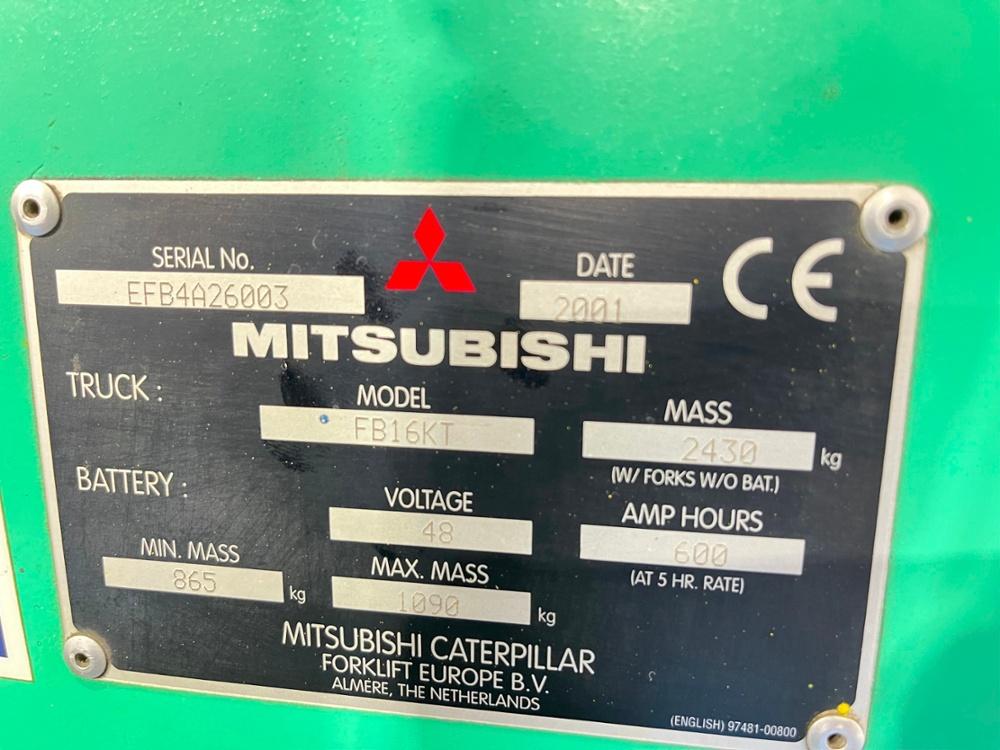 SERIAL No.
EFB4A26003
DATE
2001
CE
MITSUBISHI
TRUCK :
MODEL
FB16KT
MASS
2430 kg
(W/ FORKS W/O BAT.)
BATTERY :
VOLTAGE
48
AMP HOURS
600
(AT 5 HR. RATE)
MIN. MASS
865 kg
MAX. MASS
1090 kg
MITSUBISHI CATERPILLAR
FORKLIFT EUROPE B.V.
ALMERE, THE NETHERLANDS
(ENGLISH) 97481-00800